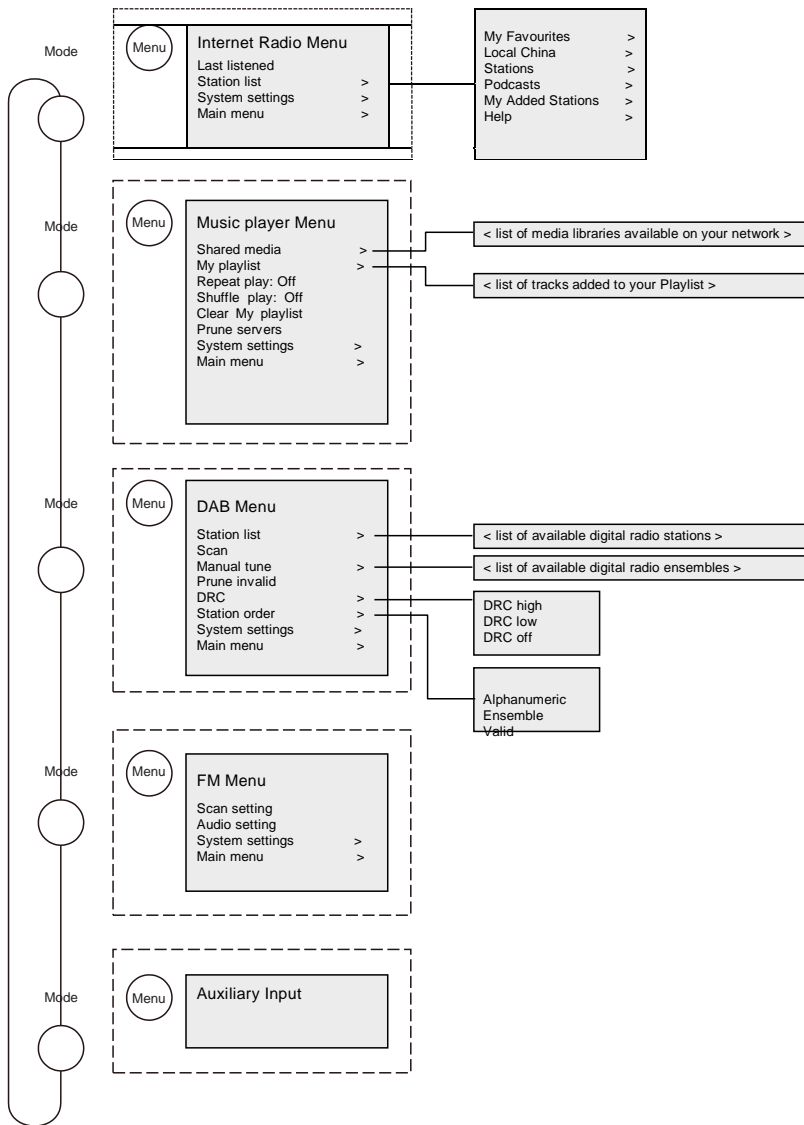 Mode
Menu
Internet Radio Menu
Last listened
Station list >
System settings >
Main menu >
My Favourites >
Local China >
Stations >
Podcasts >
My Added Stations >
Help >
Mode
Menu
Music player Menu
Shared media >
My playlist >
Repeat play: Off
Shuffle play: Off
Clear My playlist
Prune servers
System settings >
Main menu >
< list of media libraries available on your network >
< list of tracks added to your Playlist >
Mode
Menu
DAB Menu
Station list >
Scan
Manual tune >
Prune invalid
DRC >
Station order >
System settings >
Main menu >
< list of available digital radio stations >
< list of available digital radio ensembles >
DRC high
DRC low
DRC off
Alphanumeric
Ensemble
Valid
Mode
Menu
FM Menu
Scan setting
Audio setting
System settings >
Main menu >
Mode
Menu
Auxiliary Input